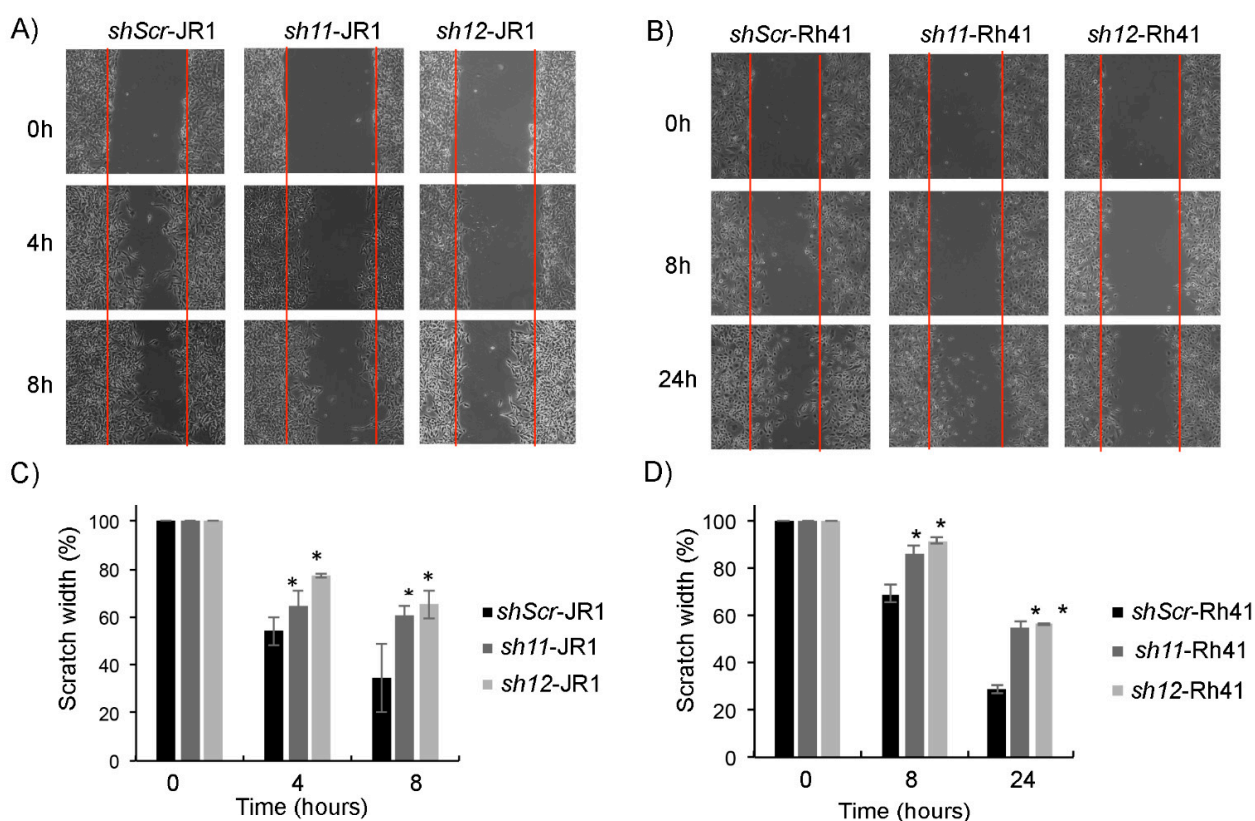 A)
shScr-JR1 sh11-JR1 sh12-JR1
0h
4h
8h
B)
shScr-Rh41 sh11-Rh41 sh12-Rh41
0h
8h
24h
C)
Scratch width (%)
100
80
60
40
20
0
* *
* *
0 4 8
Time (hours)
shScr-JR1
sh11-JR1
sh12-JR1
D)
Scratch width (%)
100
80
60
40
20
0
* *
* *
0 8 24
Time (hours)
shScr-Rh41
sh11-Rh41
sh12-Rh41